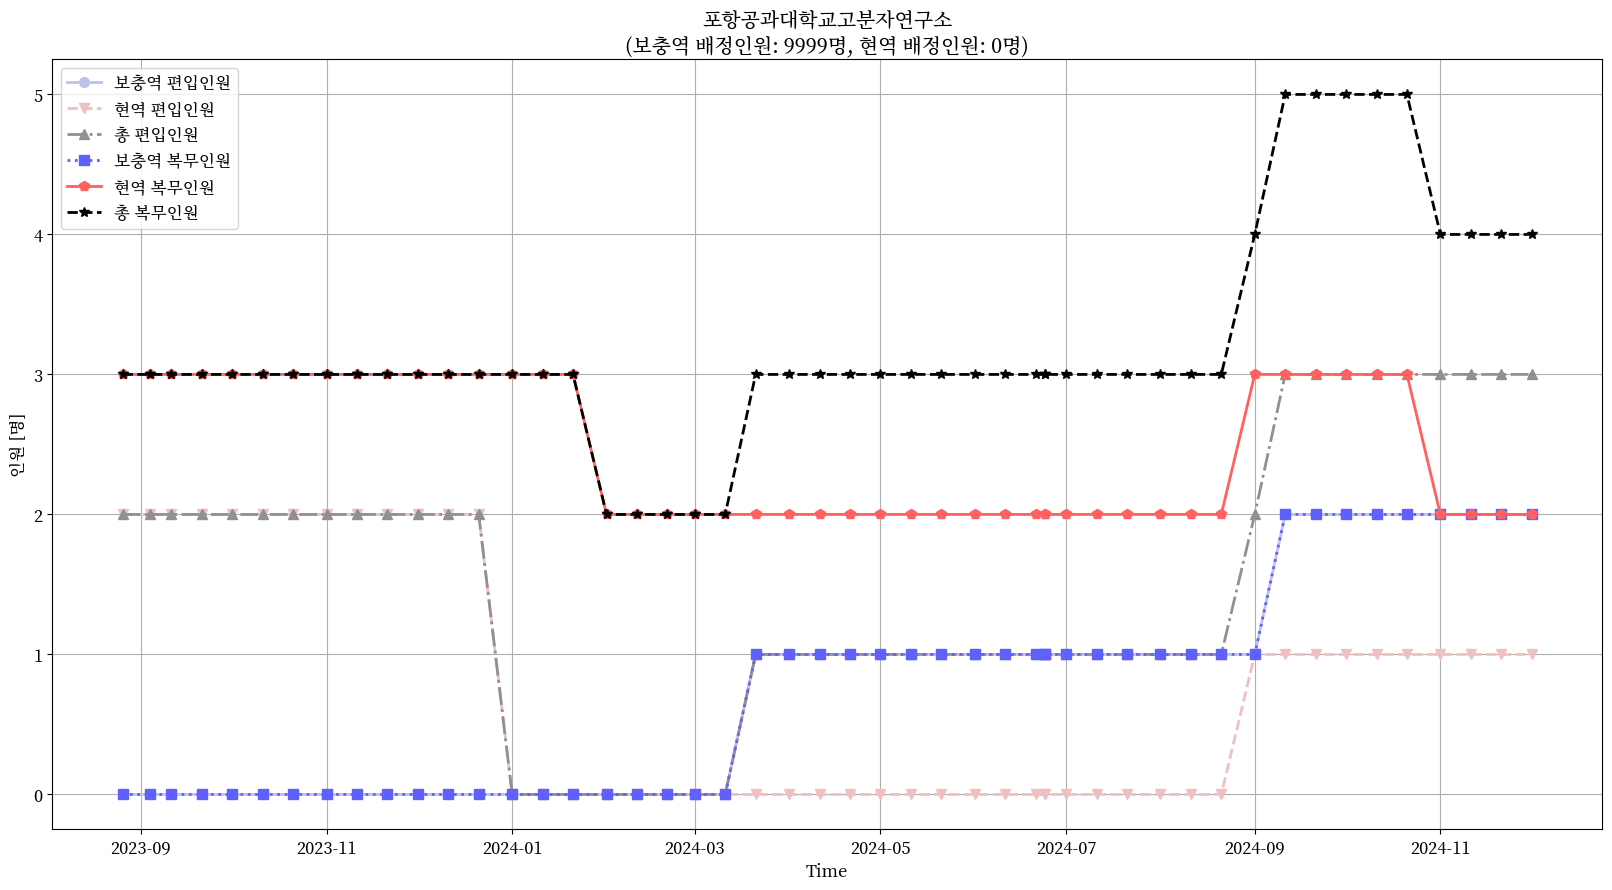 포항공과대학교고분자연구소
(보충역 배정인원: 9999명, 현역 배정인원: 0명)
보충역 편입인원
현역 편입인원
총 편입인원
보충역 복무인원
현역 복무인원
총 복무인원
인원 [명]
5
4
3
2
1
0
2023-09 2023-11 2024-01 2024-03 2024-05 2024-07 2024-09 2024-11
Time